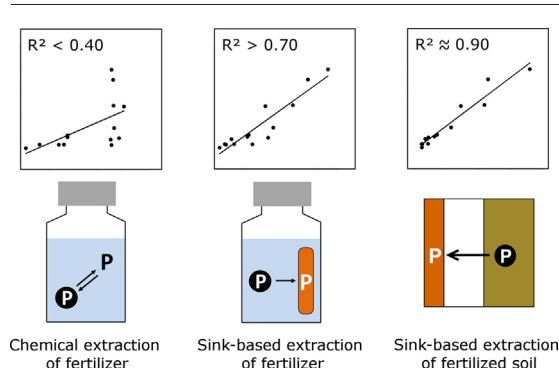 R² < 0.40
R² > 0.70
R² ≈ 0.90
P
P
P
P
P
P
Chemical extraction
of fertilizer
Sink-based extraction
of fertilizer
Sink-based extraction
of fertilized soil